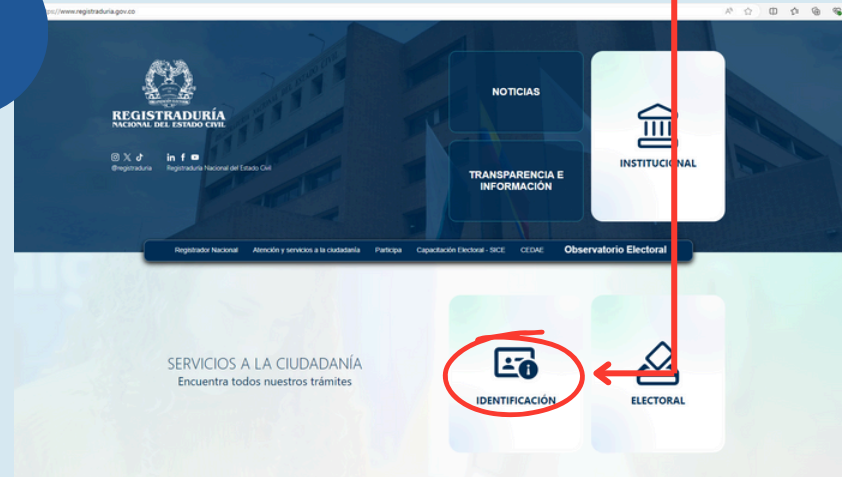 https://www.registraduria.gov.co
REGISTRADURÍA
NACIONAL DEL ESTADO CIVIL
@registraduria
Registraduría Nacional del Estado Civil
NOTICIAS
TRANSPARENCIA E
INFORMACIÓN
INSTITUCIONAL
Registrador Nacional Atención y servicios a la ciudadanía Participa Capacitación Electoral - SICE CEDAE Observatorio Electoral
SERVICIOS A LA CIUDADANÍA
Encuentra todos nuestros trámites
IDENTIFICACIÓN
ELECTORAL